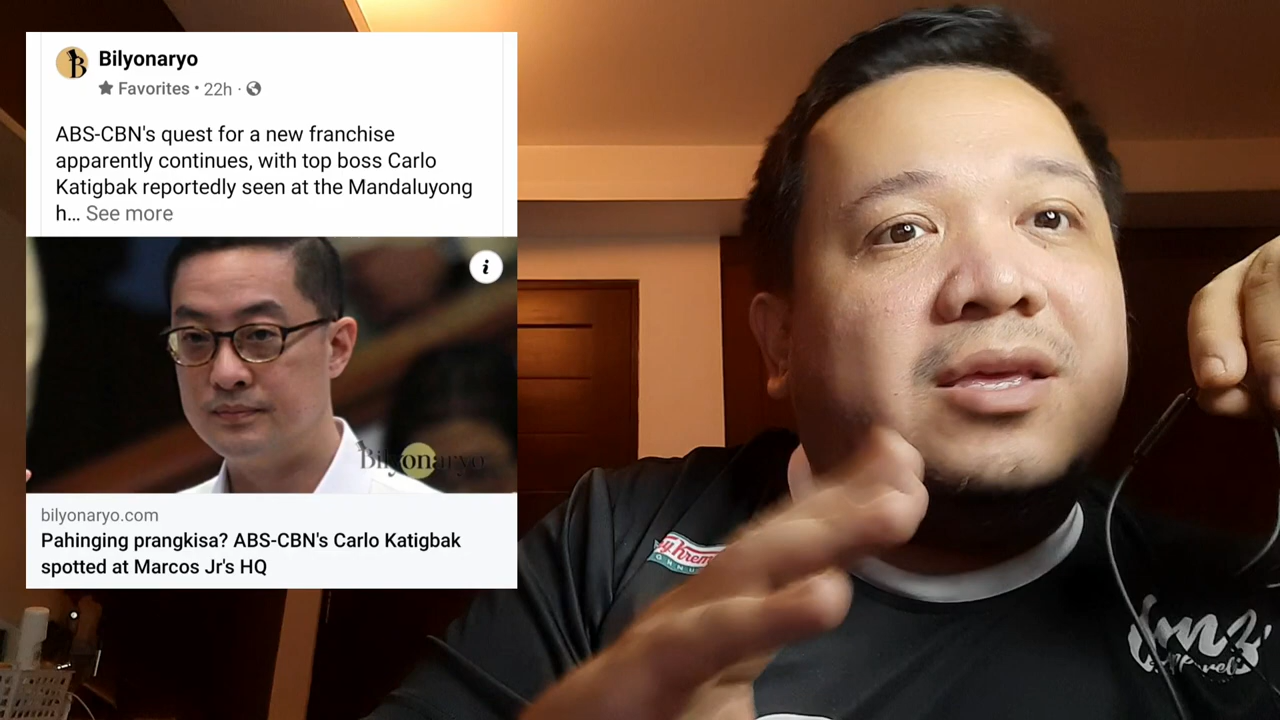 Bilyonaryo
Favorites • 22h •
ABS-CBN's quest for a new franchise
apparently continues, with top boss Carlo
Katigbak reportedly seen at the Mandaluyong
h... See more
Bilyonaryo
bilyonaryo.com
Pahinging prangkisa? ABS-CBN's Carlo Katigbak
spotted at Marcos Jr's HQ